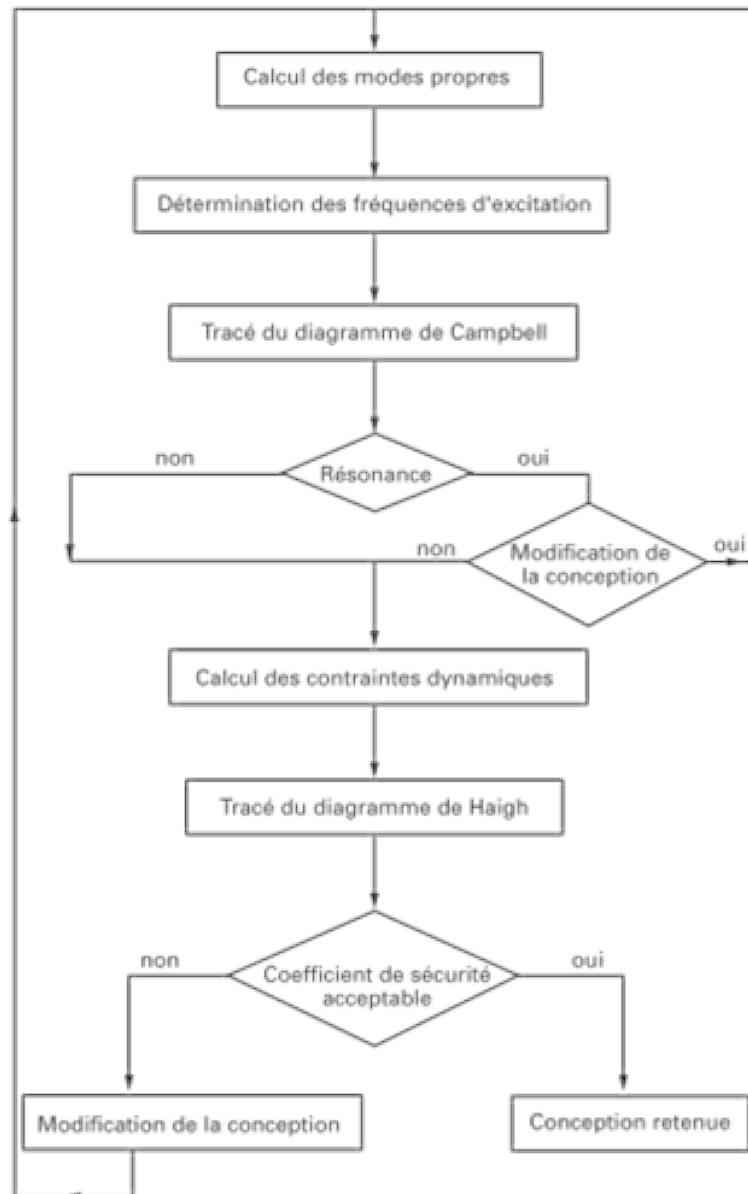 Calcul des modes propres
Détermination des fréquences d'excitation
Tracé du diagramme de Campbell
non
Résonance
oui
non
Modification de
la conception
oui
Calcul des contraintes dynamiques
Tracé du diagramme de Haigh
non
Coefficient de sécurité
acceptable
oui
Modification de la conception
Conception retenue